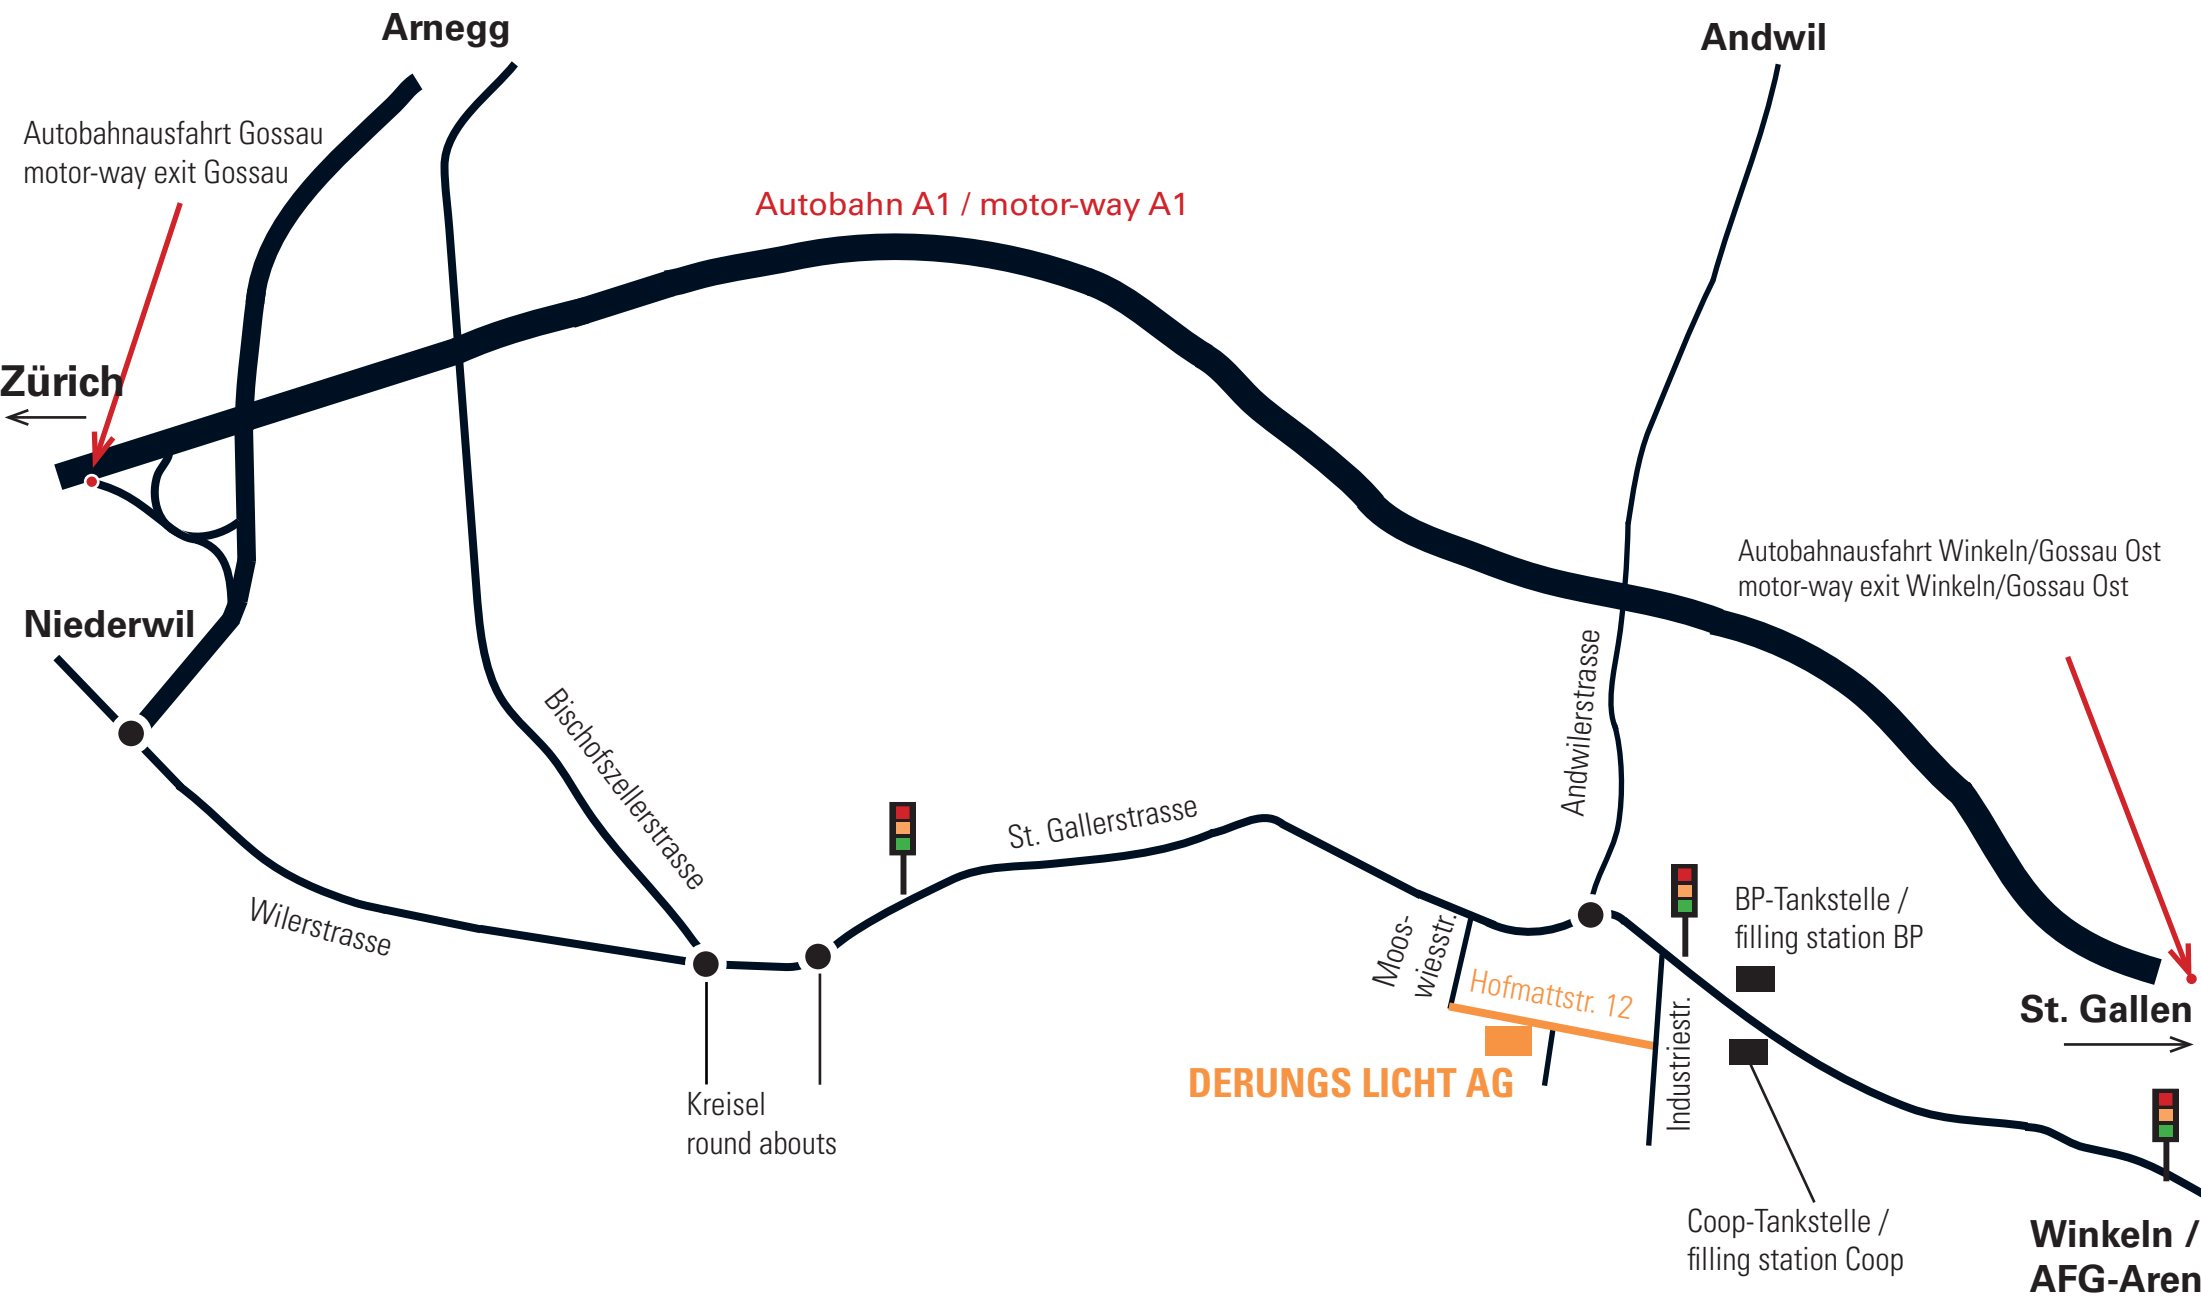 Arnegg
Andwil
Autobahnausfahrt Gossau
motor-way exit Gossau
Autobahn A1 / motor-way A1
Zürich
Autobahnausfahrt Winkeln/Gossau Ost
motor-way exit Winkeln/Gossau Ost
Niederwil
Andwilerstrasse
Bischofszellerstrasse
St. Gallerstrasse
Wilerstrasse
BP-Tankstelle /
filling station BP
Moos-
wiesstr.
Hofmattstr. 12
Industriestr.
St. Gallen
DERUNGS LICHT AG
Kreisel
round abouts
Coop-Tankstelle /
filling station Coop
Winkeln /
AFG-Aren